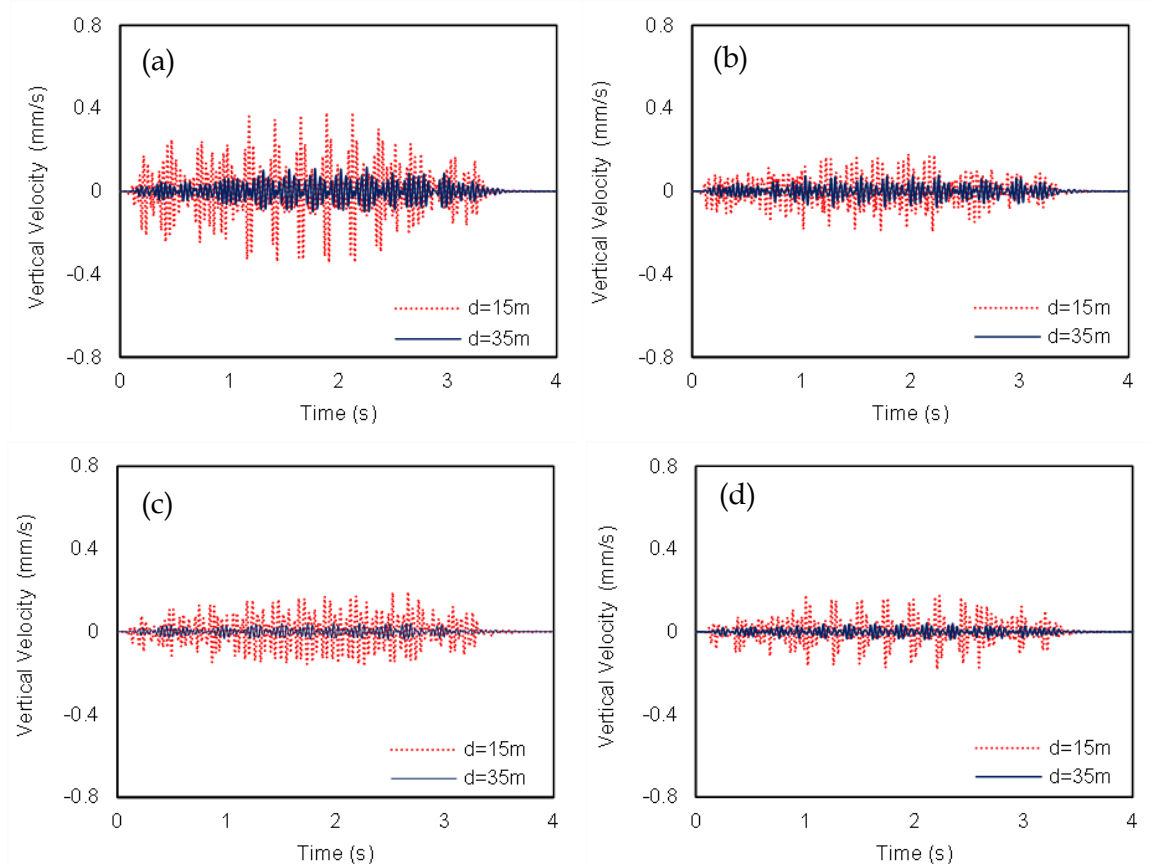 (a)
Vertical Velocity (mm/s)
0.8
0.4
0
-0.4
-0.8
d=15m
d=35m
0 1 2 3 4
Time (s)
(b)
Vertical Velocity (mm/s)
0.8
0.4
0
-0.4
-0.8
d=15m
d=35m
0 1 2 3 4
Time (s)
(c)
Vertical Velocity (mm/s)
0.8
0.4
0
-0.4
-0.8
d=15m
d=35m
0 1 2 3 4
Time (s)
(d)
Vertical Velocity (mm/s)
0.8
0.4
0
-0.4
-0.8
d=15m
d=35m
0 1 2 3 4
Time (s)